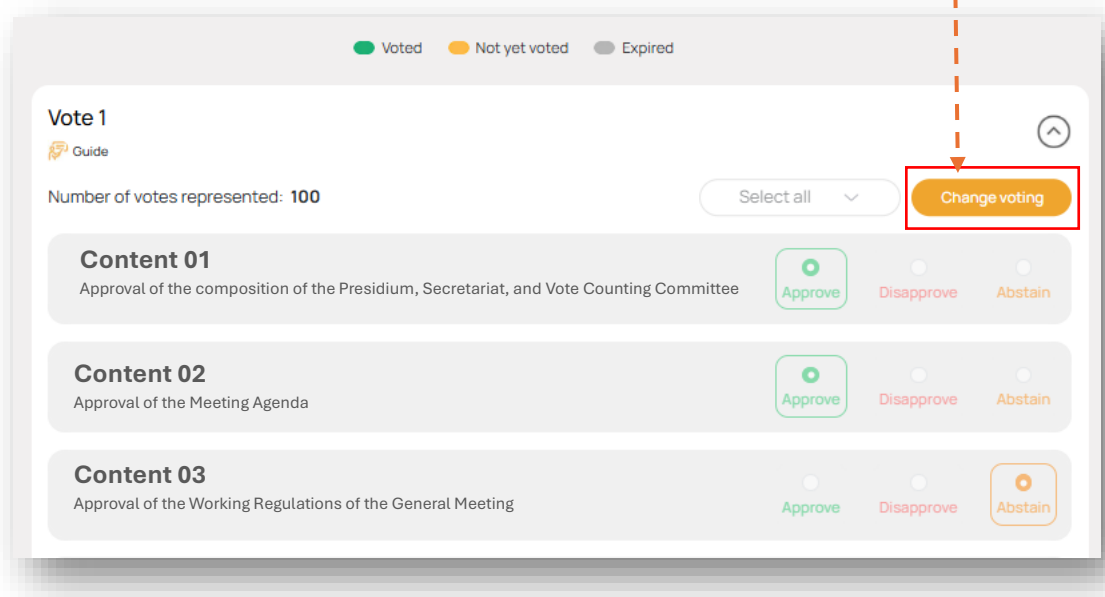 Voted Not yet voted Expired
Vote 1
Guide
Number of votes represented: 100 Select all Change voting
Content 01
Approval of the composition of the Presidium, Secretariat, and Vote Counting Committee
Approve Disapprove Abstain
Content 02
Approval of the Meeting Agenda
Approve Disapprove Abstain
Content 03
Approval of the Working Regulations of the General Meeting
Approve Disapprove Abstain